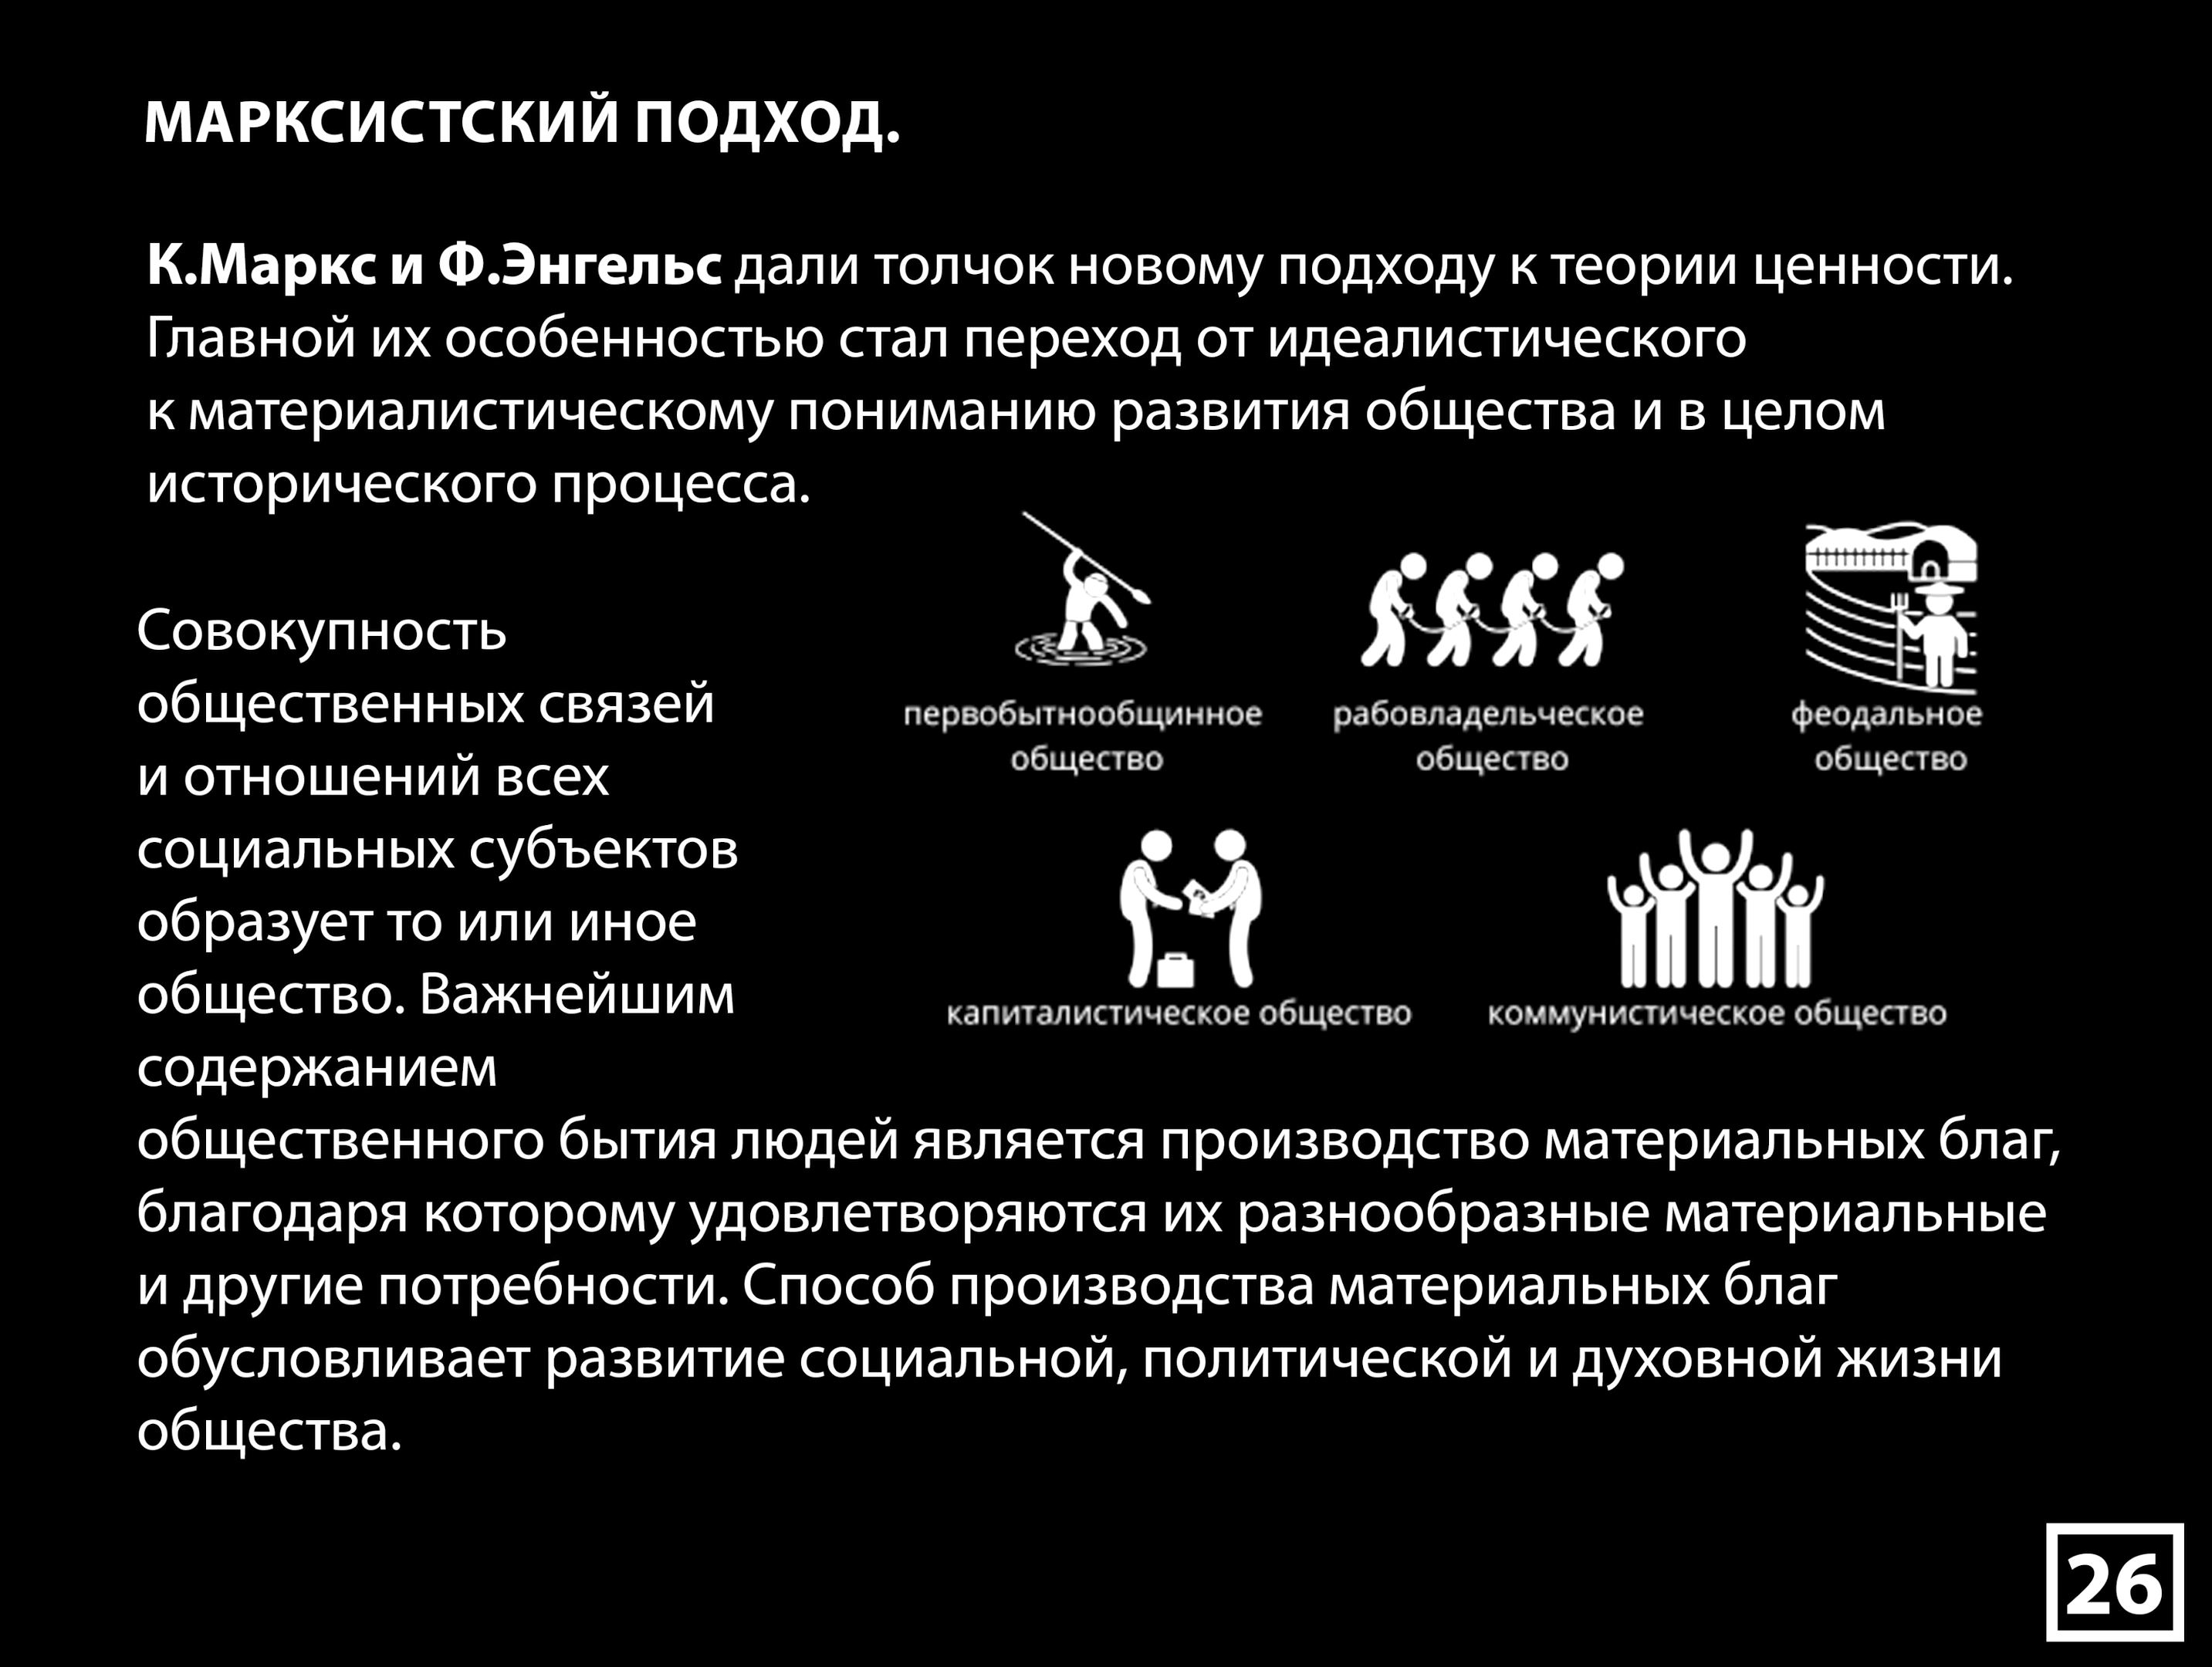 МАРКСИСТСКИЙ ПОДХОД.
К.Маркс и Ф.Энгельс дали толчок новому подходу к теории ценности.
Главной их особенностью стал переход от идеалистического
к материалистическому пониманию развития общества и в целом
исторического процесса.
Совокупность
общественных связей
и отношений всех
социальных субъектов
образует то или иное
общество. Важнейшим
содержанием
общественного бытия людей является производство материальных благ,
благодаря которому удовлетворяются их разнообразные материальные
и другие потребности. Способ производства материальных благ
обусловливает развитие социальной, политической и духовной жизни
общества.
первобытнообщинное
общество
рабовладельческое
общество
феодальное
общество
капиталистическое общество
коммунистическое общество
26